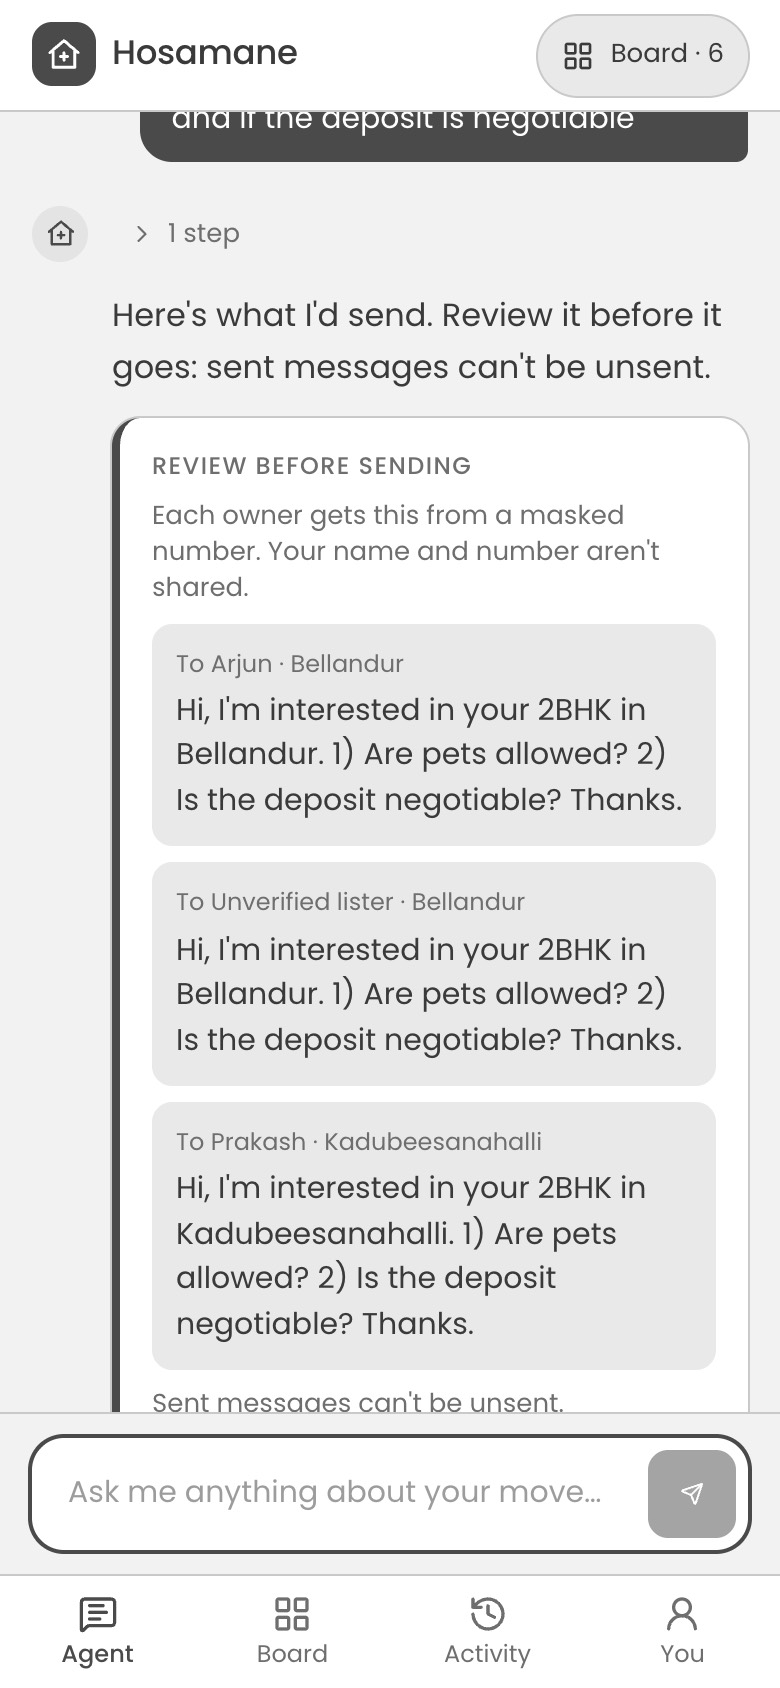 Hosamane
Board · 6
and if the deposit is negotiable
1 step
Here's what I'd send. Review it before it
goes: sent messages can't be unsent.
REVIEW BEFORE SENDING
Each owner gets this from a masked
number. Your name and number aren't
shared.
To Arjun · Bellandur
Hi, I'm interested in your 2BHK in
Bellandur. 1) Are pets allowed? 2)
Is the deposit negotiable? Thanks.
To Unverified lister · Bellandur
Hi, I'm interested in your 2BHK in
Bellandur. 1) Are pets allowed? 2)
Is the deposit negotiable? Thanks.
To Prakash · Kadubeesanahalli
Hi, I'm interested in your 2BHK in
Kadubeesanahalli. 1) Are pets
allowed? 2) Is the deposit
negotiable? Thanks.
Sent messages can't be unsent.
Ask me anything about your move...
Agent
Board
Activity
You